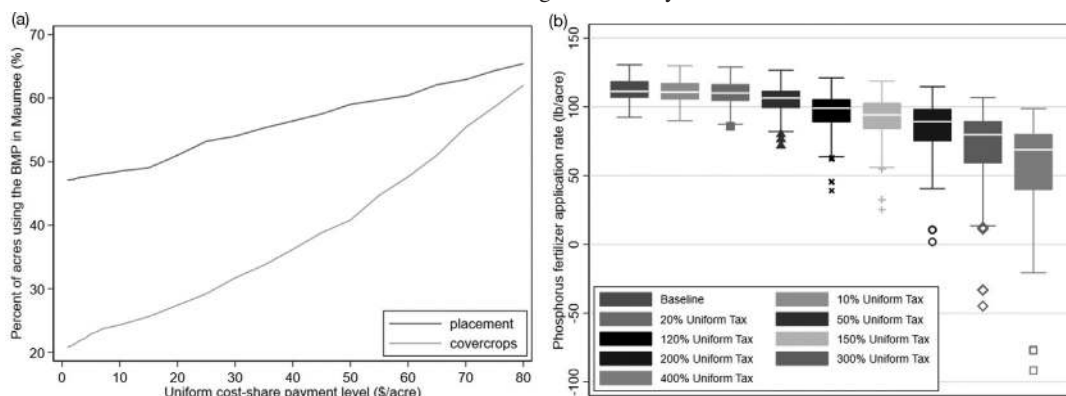 (a)
70
60
50
40
30
20
Percent of acres using the BMP in Maumee (%)
placement
covercrops
0 10 20 30 40 50 60 70 80
Uniform cost-share payment level ($/acre)
(b)
150
100
50
0
-50
-100
Phosphorus fertilizer application rate (lb/acre)
Baseline 10% Uniform Tax
20% Uniform Tax 50% Uniform Tax
120% Uniform Tax 150% Uniform Tax
200% Uniform Tax 300% Uniform Tax
400% Uniform Tax